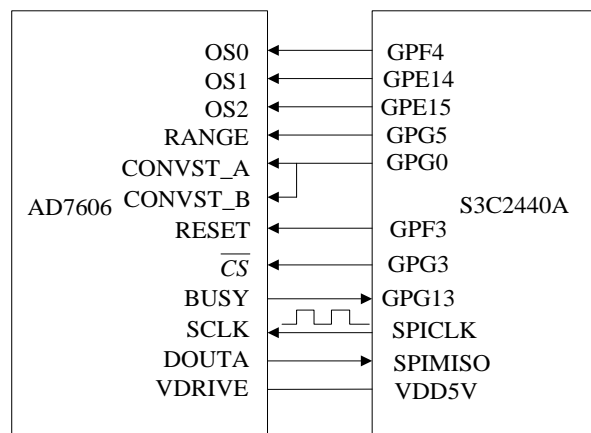 OS0 GPF4
OS1 GPE14
OS2 GPE15
RANGE GPG5
CONVST_A GPG0
CONVST_B
AD7606 S3C2440A
RESET GPF3
CS GPG3
BUSY GPG13
SCLK SPICLK
DOUTA SPIMISO
VDRIVE VDD5V